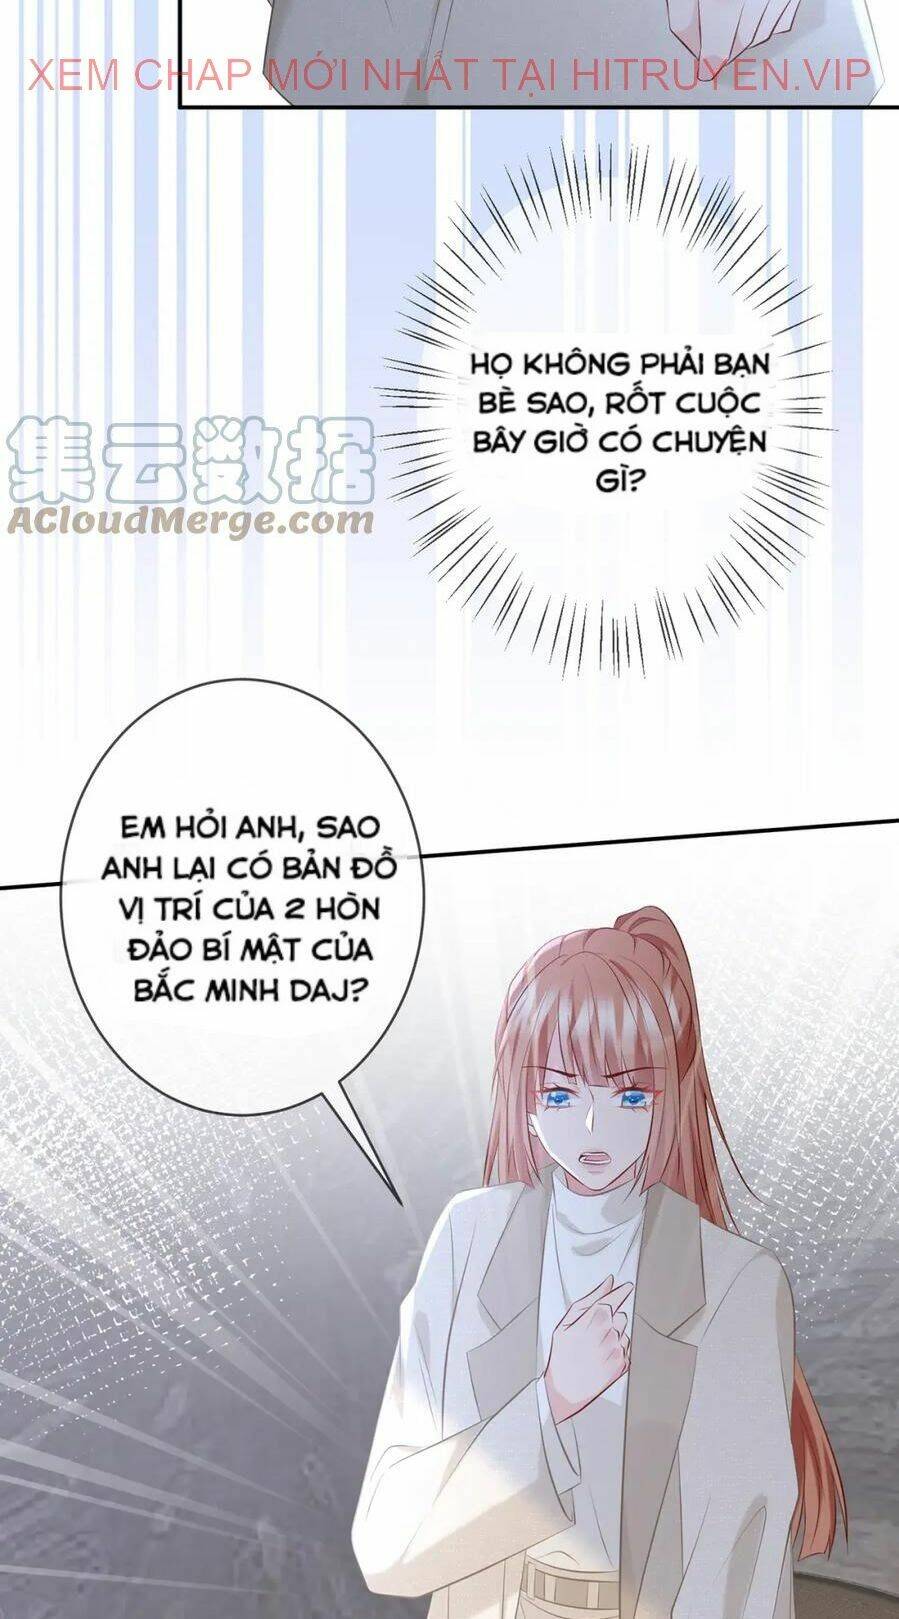 XEM CHAP MỚI NHẤT TẠI HITRUYEN.VIP
HỌ KHÔNG PHẢI BẠN
BÈ SAO, RỐT CUỘC
BÂY GIỜ CÓ CHUYỆN
GÌ?
集云数据
ACloudMerge.com
EM HỎI ANH, SAO
ANH LẠI CÓ BẢN ĐỒ
VỊ TRÍ CỦA 2 HÒN
ĐẢO BÍ MẬT CỦA
BẮC MINH DAJ?